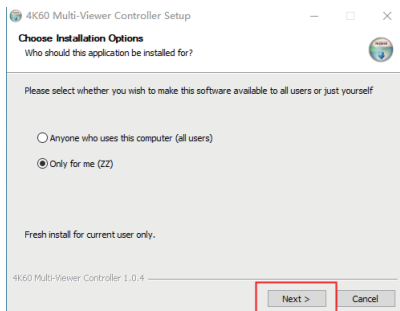 4K60 Multi-Viewer Controller Setup
Choose Installation Options
Who should this application be installed for?
Please select whether you wish to make this software available to all users or just yourself
Anyone who uses this computer (all users)
Only for me (ZZ)
Fresh install for current user only.
4K60 Multi-Viewer Controller 1.0.4
Next >
Cancel